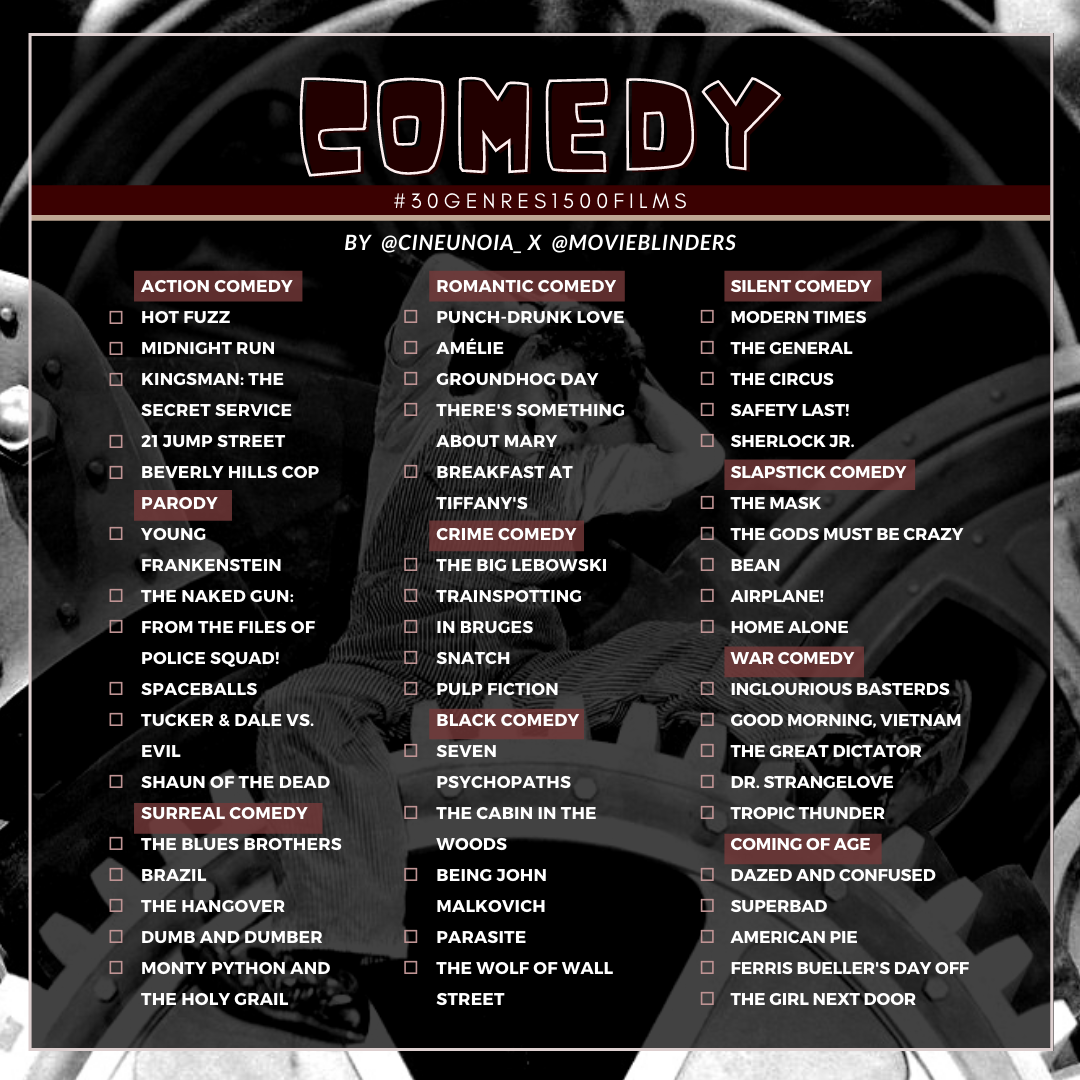 COMEDY
#30GENRES1500FILMS
BY @CINEUNOIA_ X @MOVIEBLINDERS
ACTION COMEDY
☐ HOT FUZZ
☐ MIDNIGHT RUN
☐ KINGSMAN: THE
SECRET SERVICE
☐ 21 JUMP STREET
☐ BEVERLY HILLS COP
PARODY
☐ YOUNG
FRANKENSTEIN
☐ THE NAKED GUN:
☐ FROM THE FILES OF
POLICE SQUAD!
☐ SPACEBALLS
☐ TUCKER & DALE VS.
EVIL
☐ SHAUN OF THE DEAD
SURREAL COMEDY
☐ THE BLUES BROTHERS
☐ BRAZIL
☐ THE HANGOVER
☐ DUMB AND DUMBER
☐ MONTY PYTHON AND
THE HOLY GRAIL
ROMANTIC COMEDY
☐ PUNCH-DRUNK LOVE
☐ AMÉLIE
☐ GROUNDHOG DAY
☐ THERE'S SOMETHING
ABOUT MARY
☐ BREAKFAST AT
TIFFANY'S
CRIME COMEDY
☐ THE BIG LEBOWSKI
☐ TRAINSPOTTING
☐ IN BRUGES
☐ SNATCH
☐ PULP FICTION
BLACK COMEDY
☐ SEVEN
PSYCHOPATHS
☐ THE CABIN IN THE
WOODS
☐ BEING JOHN
MALKOVICH
☐ PARASITE
☐ THE WOLF OF WALL
STREET
SILENT COMEDY
☐ MODERN TIMES
☐ THE GENERAL
☐ THE CIRCUS
☐ SAFETY LAST!
☐ SHERLOCK JR.
SLAPSTICK COMEDY
☐ THE MASK
☐ THE GODS MUST BE CRAZY
☐ BEAN
☐ AIRPLANE!
☐ HOME ALONE
WAR COMEDY
☐ INGLOURIOUS BASTERDS
☐ GOOD MORNING, VIETNAM
☐ THE GREAT DICTATOR
☐ DR. STRANGELOVE
☐ TROPIC THUNDER
COMING OF AGE
☐ DAZED AND CONFUSED
☐ SUPERBAD
☐ AMERICAN PIE
☐ FERRIS BUELLER'S DAY OFF
☐ THE GIRL NEXT DOOR